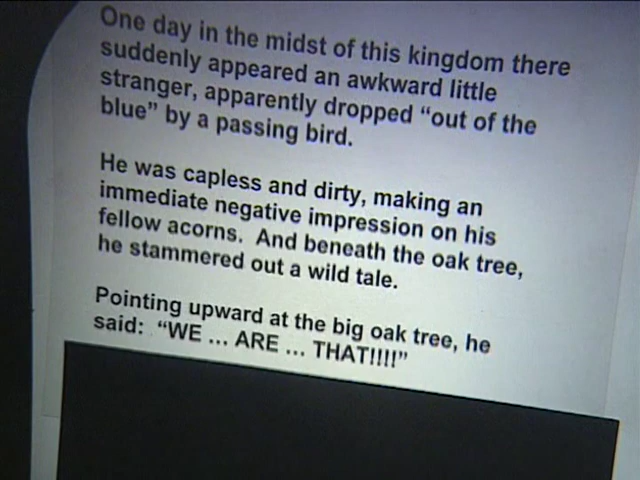 One day in the midst of this kingdom there
suddenly appeared an awkward little
stranger, apparently dropped “out of the
blue” by a passing bird.
He was capless and dirty, making an
immediate negative impression on his
fellow acorns.  And beneath the oak tree,
he stammered out a wild tale.
Pointing upward at the big oak tree, he
said:  “WE ... ARE ... THAT!!!!”